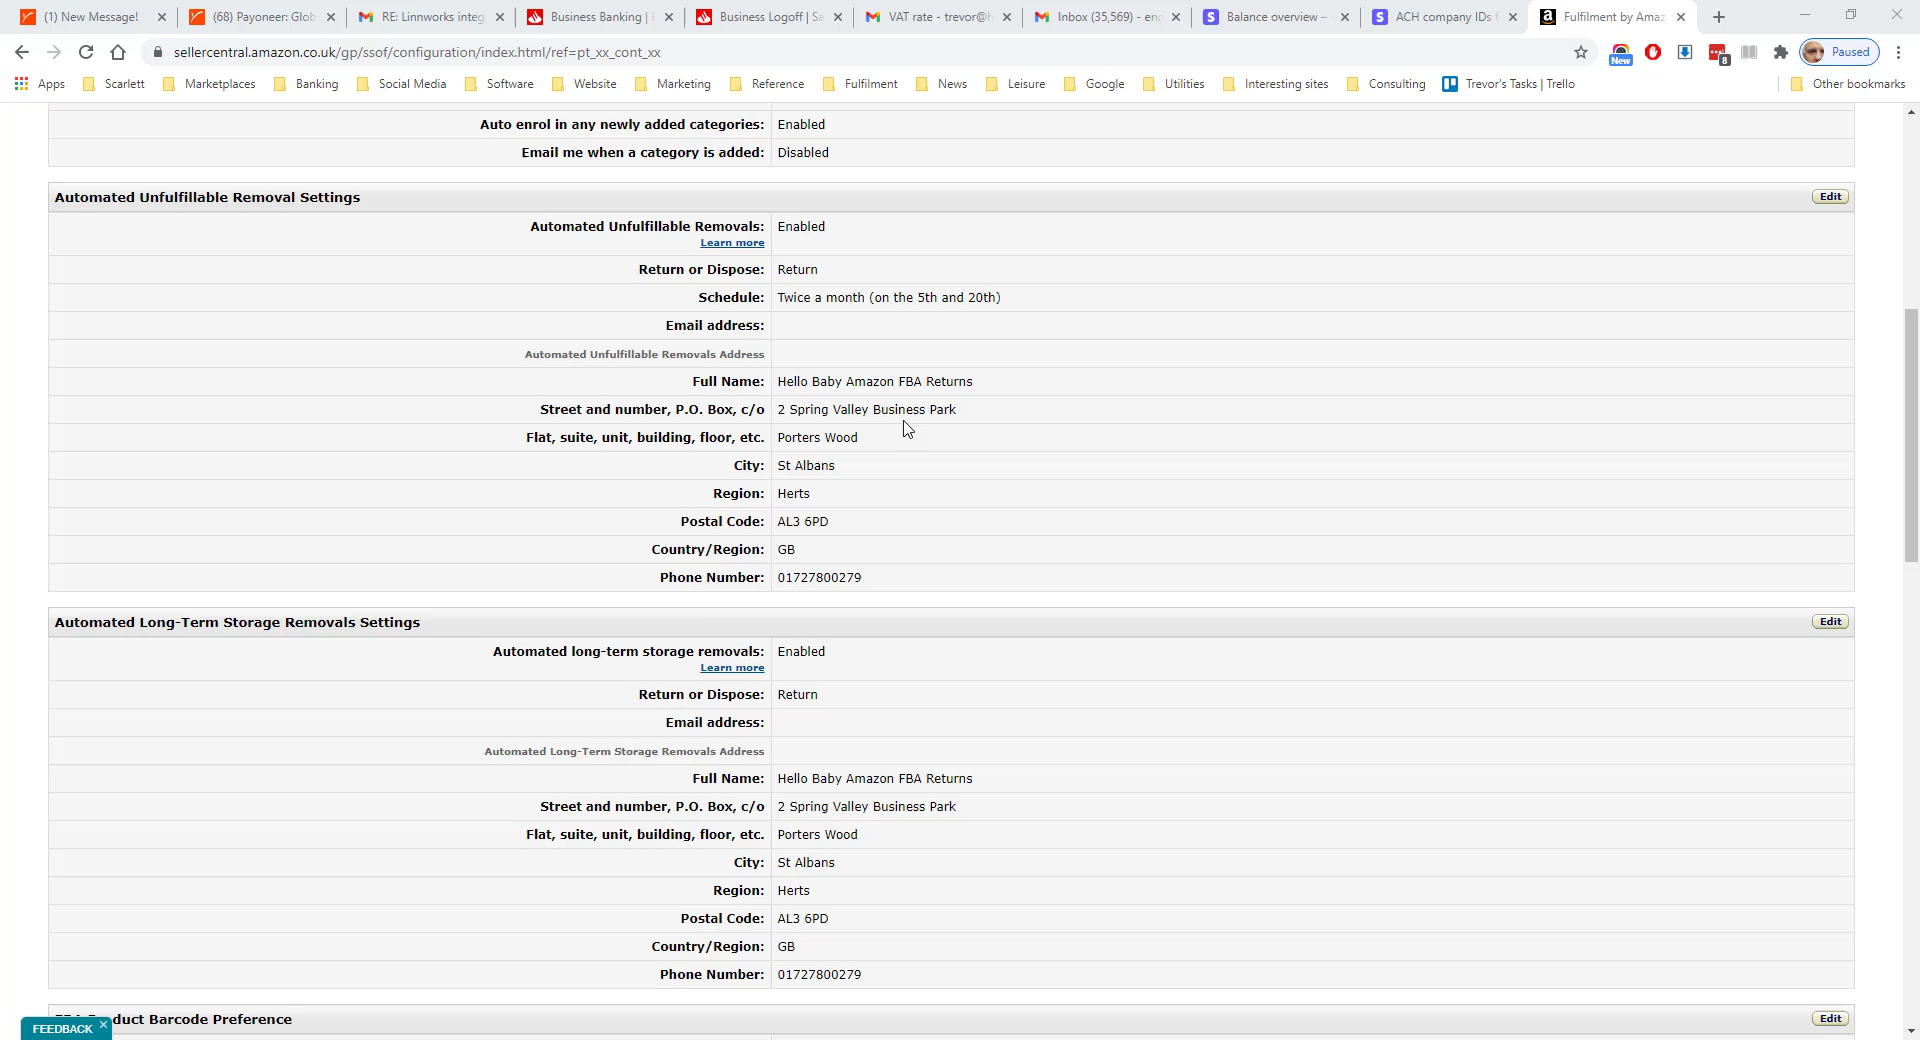 (1) New Message!
(68) Payoneer: Glob
RE: Linnworks integ
Business Banking |
Business Logoff | Sa
VAT rate - trevor@h
Inbox (35,569) - enc
Balance overview –
ACH company IDs f
Fulfilment by Amaz
sellercentral.amazon.co.uk/gp/ssof/configuration/index.html/ref=pt_xx_cont_xx
New
8
Paused
Apps
Scarlett
Marketplaces
Banking
Social Media
Software
Website
Marketing
Reference
Fulfilment
News
Leisure
Google
Utilities
Interesting sites
Consulting
Trevor's Tasks | Trello
Other bookmarks
Auto enrol in any newly added categories: Enabled
Email me when a category is added: Disabled
Automated Unfulfillable Removal Settings Edit
Automated Unfulfillable Removals: Enabled
Learn more
Return or Dispose: Return
Schedule: Twice a month (on the 5th and 20th)
Email address:
Automated Unfulfillable Removals Address
Full Name: Hello Baby Amazon FBA Returns
Street and number, P.O. Box, c/o 2 Spring Valley Business Park
Flat, suite, unit, building, floor, etc. Porters Wood
City: St Albans
Region: Herts
Postal Code: AL3 6PD
Country/Region: GB
Phone Number: 01727800279
Automated Long-Term Storage Removals Settings Edit
Automated long-term storage removals: Enabled
Learn more
Return or Dispose: Return
Email address:
Automated Long-Term Storage Removals Address
Full Name: Hello Baby Amazon FBA Returns
Street and number, P.O. Box, c/o 2 Spring Valley Business Park
Flat, suite, unit, building, floor, etc. Porters Wood
City: St Albans
Region: Herts
Postal Code: AL3 6PD
Country/Region: GB
Phone Number: 01727800279
duct Barcode Preference Edit
FEEDBACK